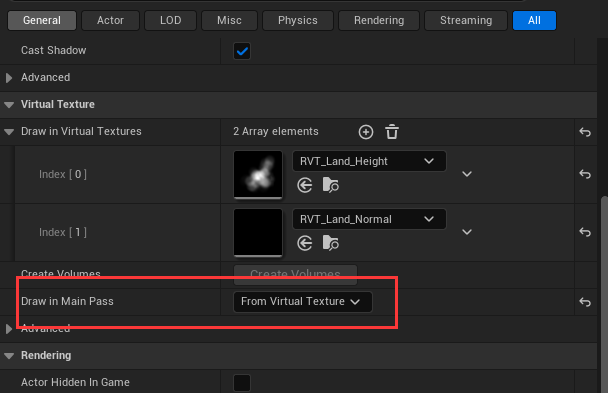 General Actor LOD Misc Physics Rendering Streaming All
Cast Shadow
Advanced
Virtual Texture
Draw in Virtual Textures 2 Array elements
Index [ 0 ] RVT_Land_Height
Index [ 1 ] RVT_Land_Normal
Create Volumes Create Volumes
Draw in Main Pass From Virtual Texture
Advanced
Rendering
Actor Hidden In Game